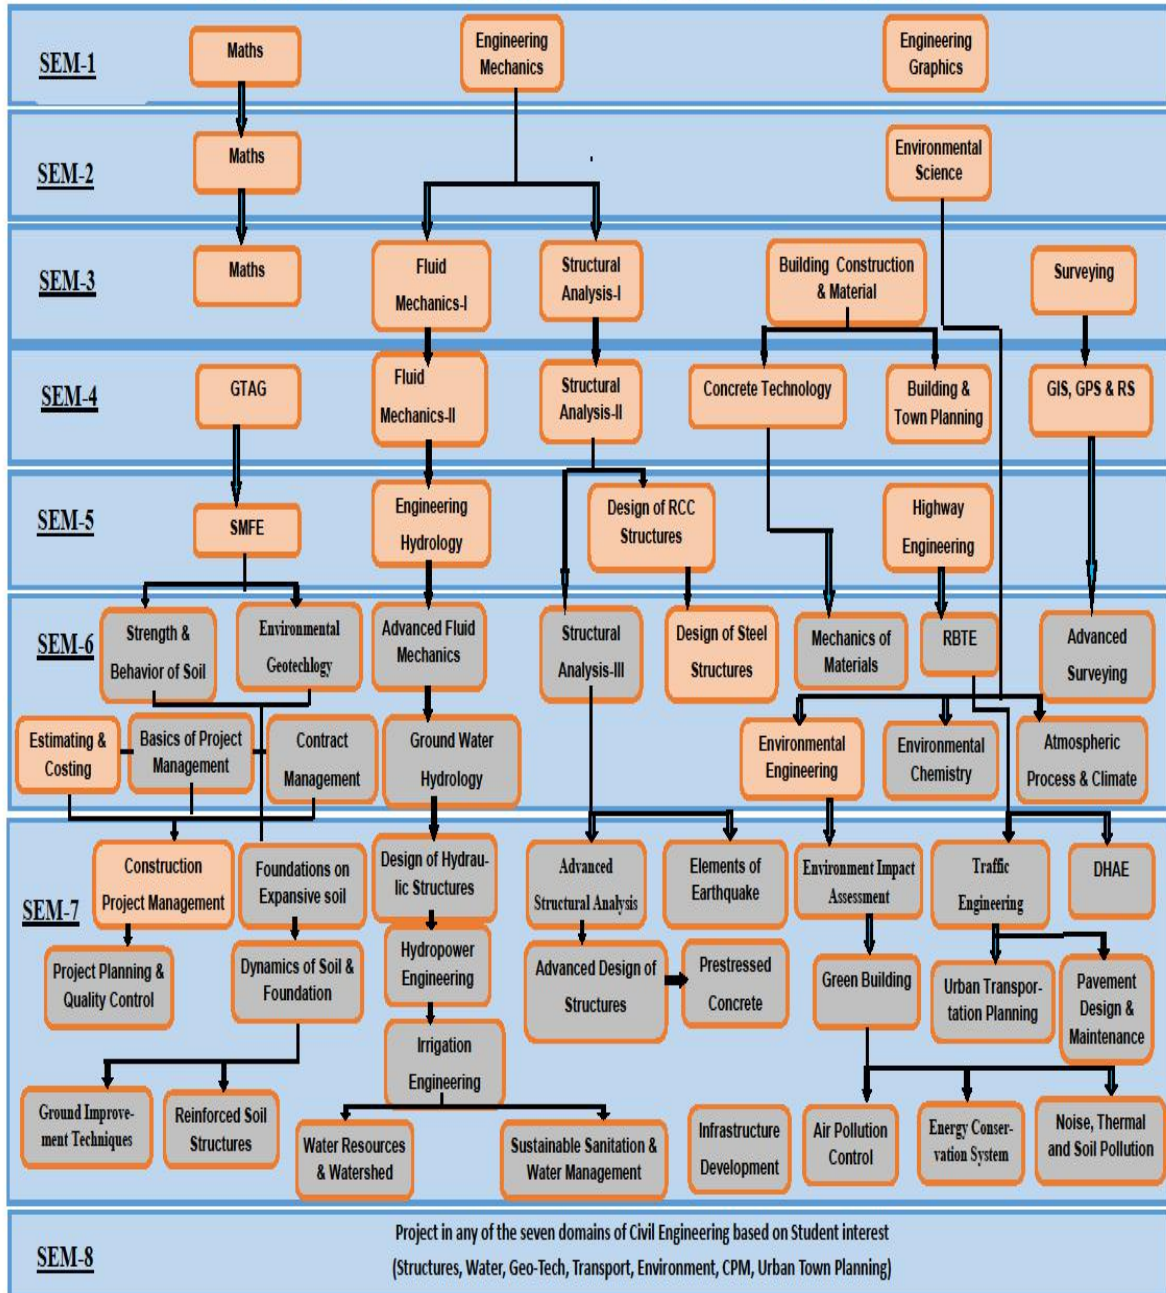 SEM-1
Maths
Engineering
Mechanics
Engineering
Graphics
SEM-2
Maths
Environmental
Science
SEM-3
Maths
Fluid
Mechanics-I
Structural
Analysis-I
Building Construction
& Material
Surveying
SEM-4
GTAG
Fluid
Mechanics-II
Structural
Analysis-II
Concrete Technology
Building &
Town Planning
GIS, GPS & RS
SEM-5
SMFE
Engineering
Hydrology
Design of RCC
Structures
Highway
Engineering
SEM-6
Strength &
Behavior of Soil
Environmental
Geotechlogy
Advanced Fluid
Mechanics
Structural
Analysis-III
Design of Steel
Structures
Mechanics of
Materials
RBTE
Advanced
Surveying
Estimating &
Costing
Basics of Project
Management
Contract
Management
Ground Water
Hydrology
Environmental
Engineering
Environmental
Chemistry
Atmospheric
Process & Climate
SEM-7
Construction
Project Management
Foundations on
Expansive soil
Design of Hydrau-
lic Structures
Advanced
Structural Analysis
Elements of
Earthquake
Environment Impact
Assessment
Traffic
Engineering
DHAE
Project Planning &
Quality Control
Dynamics of Soil &
Foundation
Hydropower
Engineering
Advanced Design of
Structures
Prestressed
Concrete
Green Building
Urban Transpor-
tation Planning
Pavement
Design &
Maintenance
Irrigation
Engineering
Ground Improve-
ment Techniques
Reinforced Soil
Structures
Water Resources
& Watershed
Sustainable Sanitation &
Water Management
Infrastructure
Development
Air Pollution
Control
Energy Conser-
vation System
Noise, Thermal
and Soil Pollution
SEM-8
Project in any of the seven domains of Civil Engineering based on Student interest
(Structures, Water, Geo-Tech, Transport, Environment, CPM, Urban Town Planning)